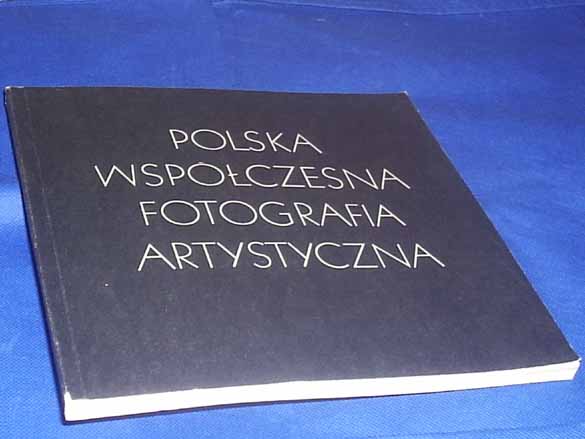 POLSKA
WSPÓŁCZESNA
FOTOGRAFIA
ARTYSTYCZNA